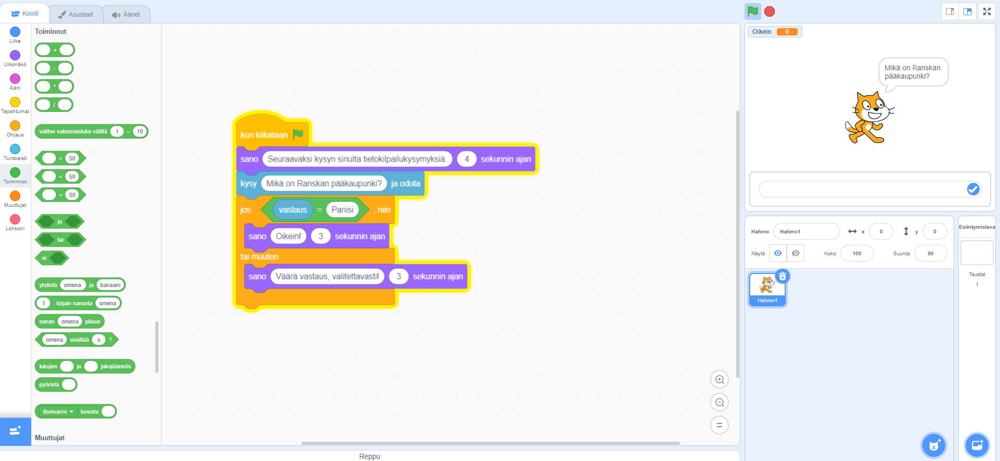 Koodi
Asusteet
Äänet
Liike
Ulkonäkö
Ääni
Tapahtumat
Ohjaus
Tuntoaisti
Toiminnot
Muuttujat
Lohkoni
Toiminnot
+
-
*
/
valitse satunnaisluku väliltä 1 – 10
> 50
< 50
= 50
ja
tai
ei
yhdistä omena ja banaani
1 . kirjain sanasta omena
sanan omena pituus
omena sisältää o ?
lukujen ja jakojäännös
pyöristä
itseisarvo luvusta
Muuttujat
kun klikataan
sano Seuraavaksi kysyn sinulta tietokilpailukysymyksiä. 4 sekunnin ajan
kysy Mikä on Ranskan pääkaupunki? ja odota
jos vastaus = Pariisi , niin
sano Oikein! 3 sekunnin ajan
tai muuten
sano Väärä vastaus, valitettavasti! 3 sekunnin ajan
Reppu
Oikein 0
Mikä on Ranskan
pääkaupunki?
Hahmo Hahmo1 x 0 y 0
Näytä Koko 100 Suunta 90
Hahmo1
Esiintymislava
Taustat
1